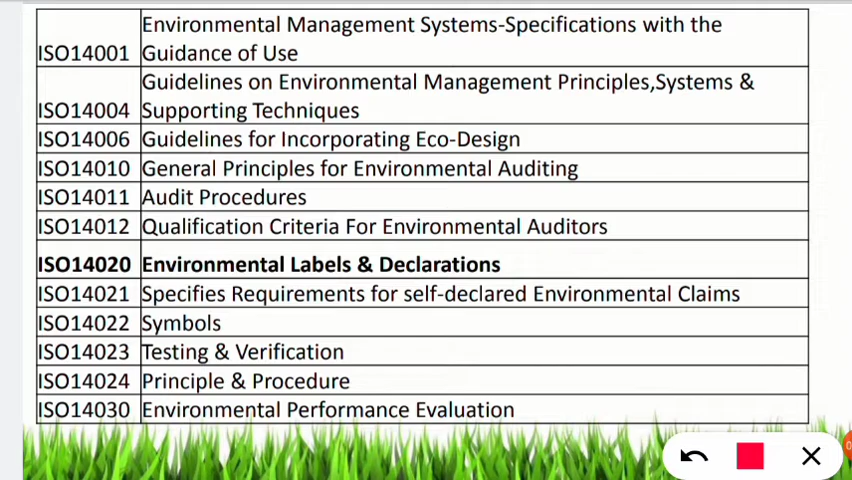 Environmental Management Systems-Specifications with the
ISO14001 Guidance of Use
Guidelines on Environmental Management Principles,Systems &
ISO14004 Supporting Techniques
ISO14006 Guidelines for Incorporating Eco-Design
ISO14010 General Principles for Environmental Auditing
ISO14011 Audit Procedures
ISO14012 Qualification Criteria For Environmental Auditors
ISO14020 Environmental Labels & Declarations
ISO14021 Specifies Requirements for self-declared Environmental Claims
ISO14022 Symbols
ISO14023 Testing & Verification
ISO14024 Principle & Procedure
ISO14030 Environmental Performance Evaluation